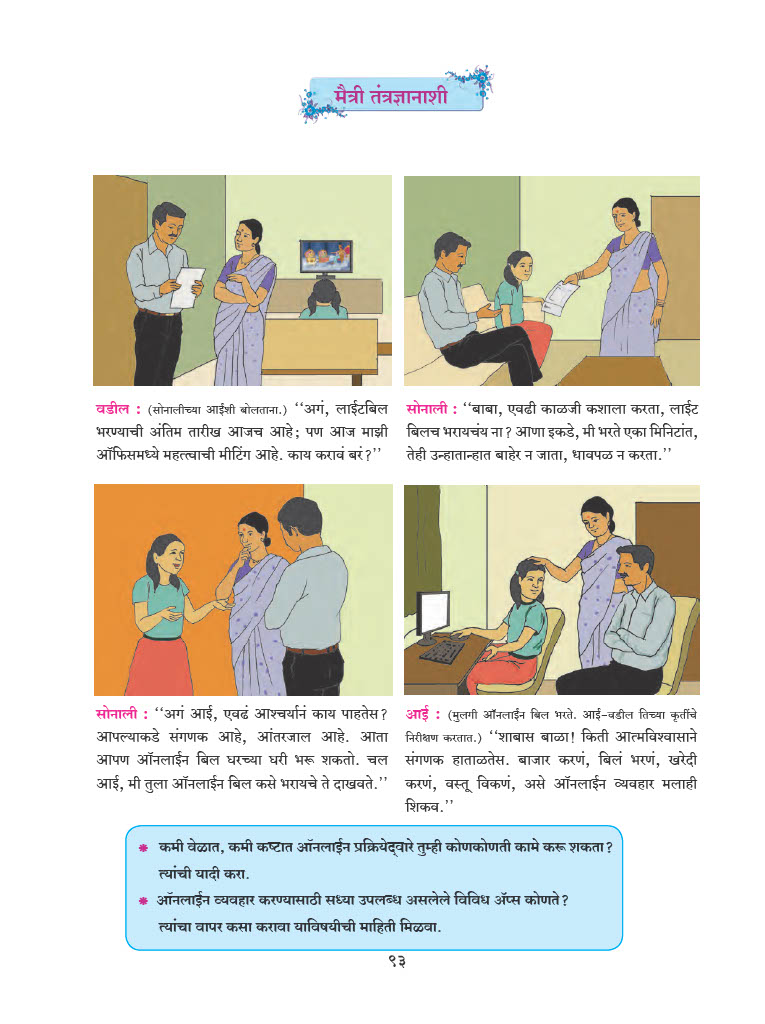 मैत्री तंत्रज्ञानाशी
वडील : (सोनालीच्या आईशी बोलताना.) ‘‘अगं, लाईटबिल
भरण्याची अंतिम तारीख आजच आहे; पण आज माझी
ऑफिसमध्ये महत्त्वाची मीटिंग आहे. काय करावं बरं?’’
सोनाली : ‘‘बाबा, एवढी काळजी कशाला करता, लाईट
बिलच भरायचंय ना? आणा इकडे, मी भरते एका मिनिटांत,
तेही उन्हातान्हात बाहेर न जाता, धावपळ न करता.’’
सोनाली : ‘‘अगं आई, एवढं आश्चर्यानं काय पाहतेस?
आपल्याकडे संगणक आहे, आंतरजाल आहे. आता
आपण ऑनलाईन बिल घरच्या घरी भरू शकतो. चल
आई, मी तुला ऑनलाईन बिल कसे भरायचे ते दाखवते.’’
आई : (मुलगी ऑनलाईन बिल भरते. आई-वडील तिच्या कृतींचे
निरीक्षण करतात.) ‘‘शाबास बाळा! किती आत्मविश्वासाने
संगणक हाताळतेस. बाजार करणं, बिलं भरणं, खरेदी
करणं, वस्तू विकणं, असे ऑनलाईन व्यवहार मलाही
शिकव.’’
* कमी वेळात, कमी कष्टात ऑनलाईन प्रक्रियेद्वारे तुम्ही कोणकोणती कामे करू शकता?
त्यांची यादी करा.
* ऑनलाईन व्यवहार करण्यासाठी सध्या उपलब्ध असलेले विविध ॲप्स कोणते?
त्यांचा वापर कसा करावा याविषयीची माहिती मिळवा.
९३